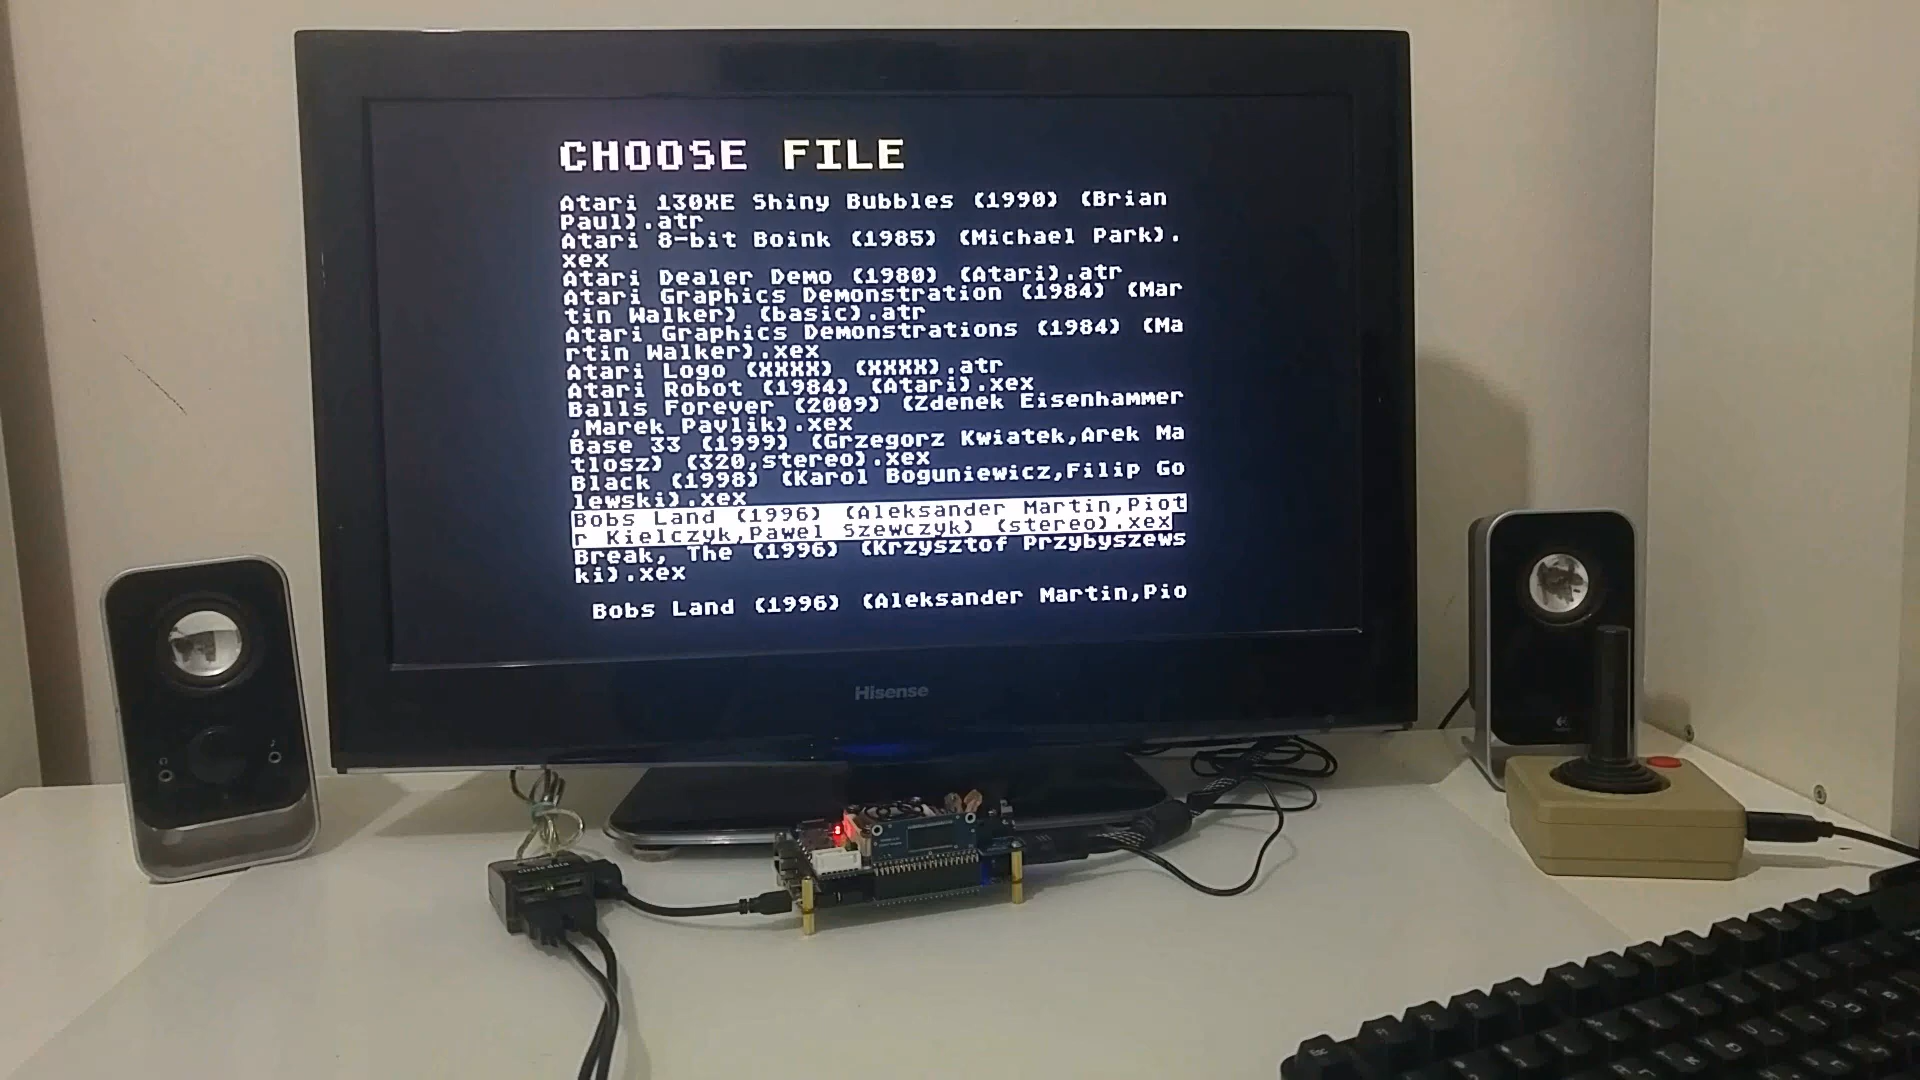 CHOOSE FILE
Atari 130XE Shiny Bubbles (1990) (Brian
Paul).atr
Atari 8-bit Boink (1985) (Michael Park).
xex
Atari Dealer Demo (1980) (Atari).atr
Atari Graphics Demonstration (1984) (Mar
tin Walker) (basic).atr
Atari Graphics Demonstrations (1984) (Ma
rtin Walker).xex
Atari Logo (XXXX) (XXXX).atr
Atari Robot (1984) (Atari).xex
Balls Forever (2009) (Zdenek Eisenhammer
,Marek Pavlik).xex
Base 33 (1999) (Grzegorz Kwiatek,Arek Ma
tlosz) (320,stereo).xex
Black (1998) (Karol Boguniewicz,Filip Go
lewski).xex
Bobs Land (1996) (Aleksander Martin,Piot
r Kielczyk,Pawel Szewczyk) (stereo).xex
Break, The (1996) (Krzysztof Przybyszews
ki).xex
Bobs Land (1996) (Aleksander Martin,Pio
Hisense